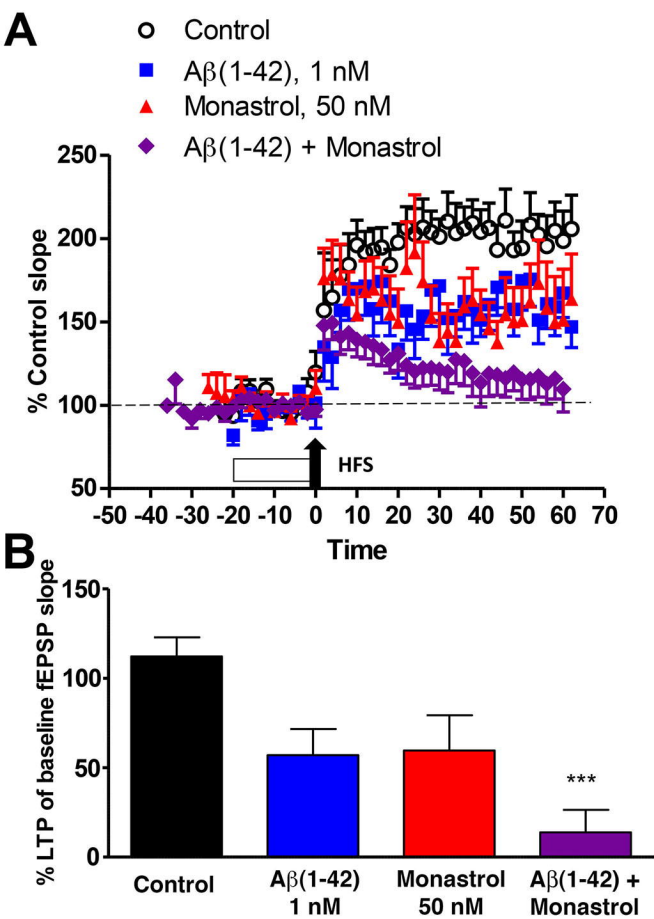 A
Control
Aβ(1-42), 1 nM
Monastrol, 50 nM
Aβ(1-42) + Monastrol
% Control slope
250
200
150
100
50
HFS
-50 -40 -30 -20 -10 0 10 20 30 40 50 60 70
Time
B
% LTP of baseline fEPSP slope
150
100
50
0
***
Control
Aβ(1-42)
1 nM
Monastrol
50 nM
Aβ(1-42) +
Monastrol